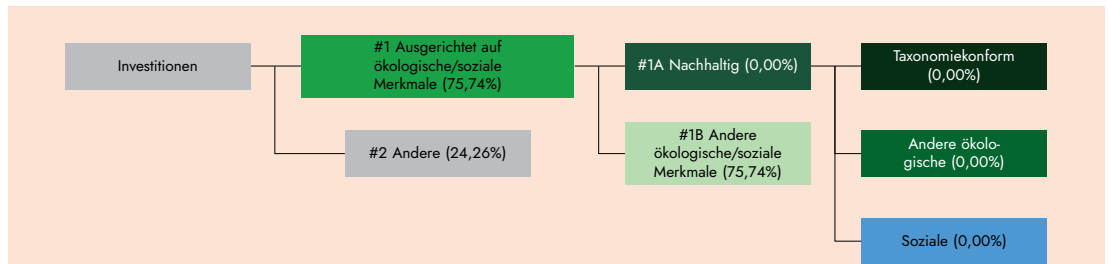 Investitionen
#1 Ausgerichtet auf
ökologische/soziale
Merkmale (75,74%)
#2 Andere (24,26%)
#1A Nachhaltig (0,00%)
#1B Andere
ökologische/soziale
Merkmale (75,74%)
Taxonomiekonform
(0,00%)
Andere ökolo-
gische (0,00%)
Soziale (0,00%)